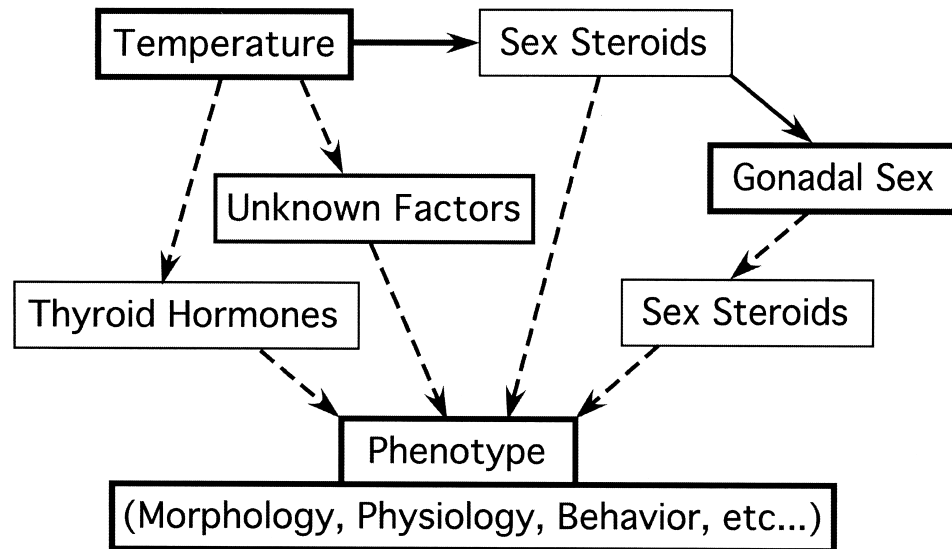 Temperature
Sex Steroids
Gonadal Sex
Unknown Factors
Thyroid Hormones
Sex Steroids
Phenotype
(Morphology, Physiology, Behavior, etc...)